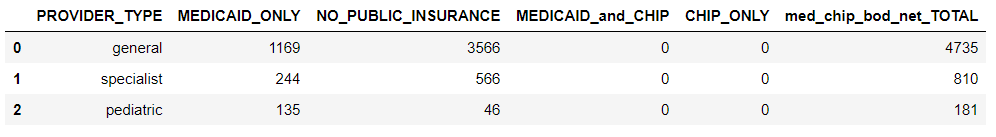 PROVIDER_TYPE MEDICAID_ONLY NO_PUBLIC_INSURANCE MEDICAID_and_CHIP CHIP_ONLY med_chip_bod_net_TOTAL
0 general 1169 3566 0 0 4735
1 specialist 244 566 0 0 810
2 pediatric 135 46 0 0 181